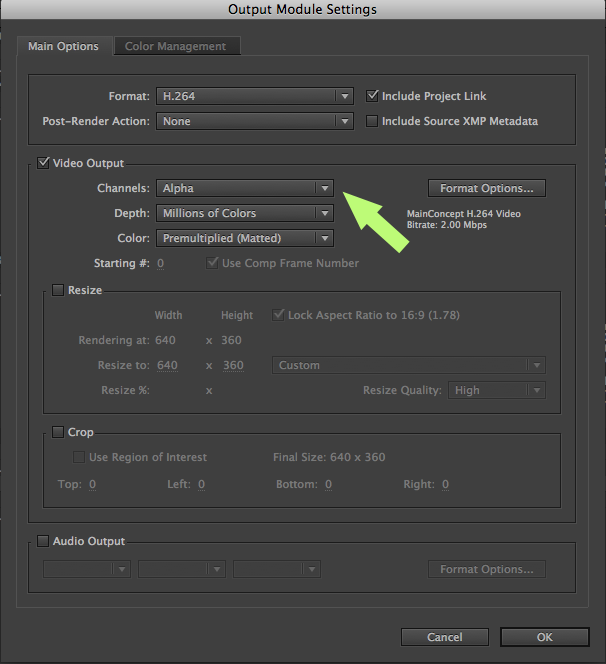 Output Module Settings
Main Options Color Management
Format: H.264 Include Project Link
Post-Render Action: None Include Source XMP Metadata
Video Output
Channels: Alpha Format Options...
Depth: Millions of Colors MainConcept H.264 Video
Bitrate: 2.00 Mbps
Color: Premultiplied (Matted)
Starting #: 0 Use Comp Frame Number
Resize
Width Height Lock Aspect Ratio to 16:9 (1.78)
Rendering at: 640 x 360
Resize to: 640 x 360 Custom
Resize %: x Resize Quality: High
Crop
Use Region of Interest Final Size: 640 x 360
Top: 0 Left: 0 Bottom: 0 Right: 0
Audio Output
Format Options...
Cancel OK